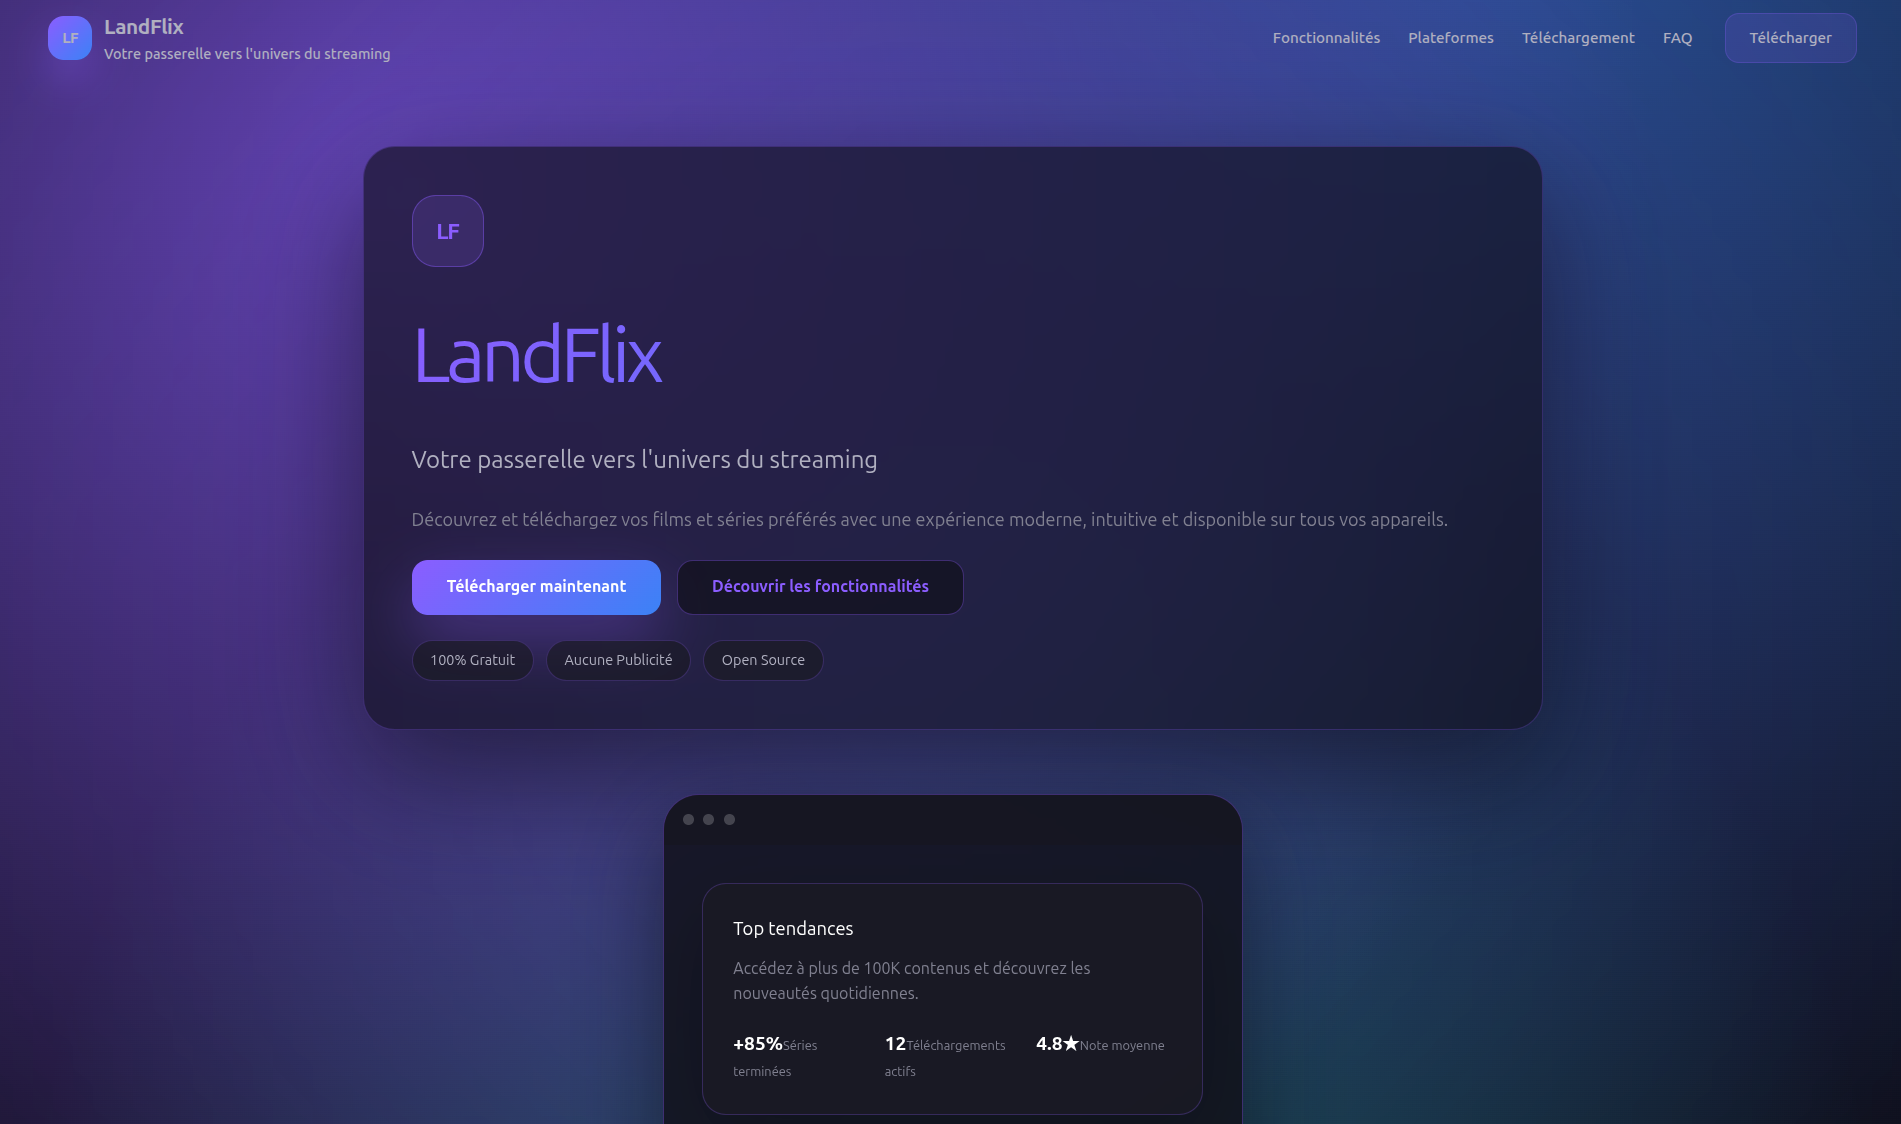 LF
LandFlix
Votre passerelle vers l'univers du streaming
Fonctionnalités
Plateformes
Téléchargement
FAQ
Télécharger
LF
LandFlix
Votre passerelle vers l'univers du streaming
Découvrez et téléchargez vos films et séries préférés avec une expérience moderne, intuitive et disponible sur tous vos appareils.
Télécharger maintenant
Découvrir les fonctionnalités
100% Gratuit
Aucune Publicité
Open Source
Top tendances
Accédez à plus de 100K contenus et découvrez les
nouveautés quotidiennes.
+85%Séries
terminées
12Téléchargements
actifs
4.8★Note moyenne